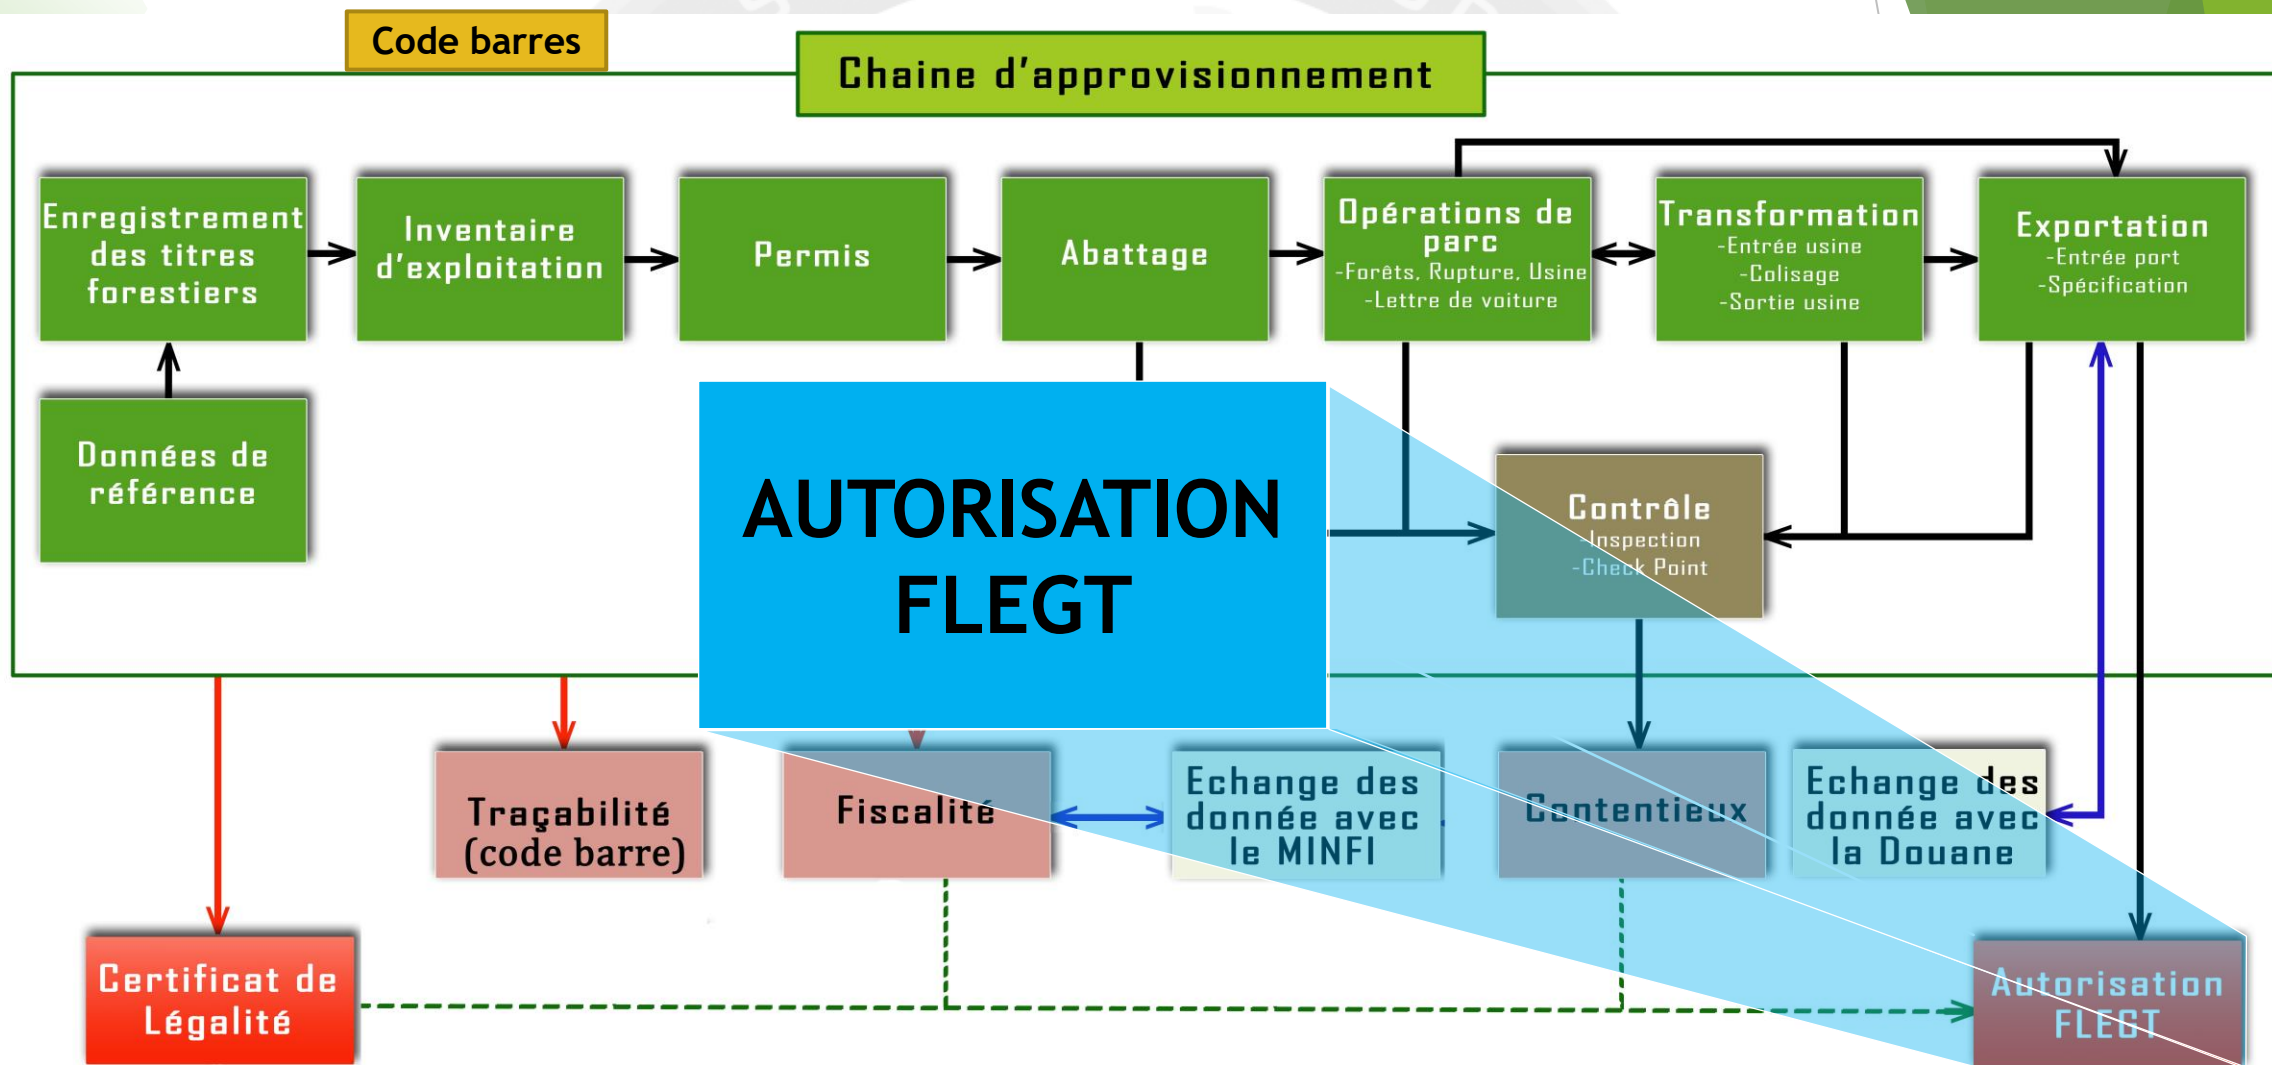 Code barres
Chaine d'approvisionnement
Enregistrement
des titres
forestiers
Inventaire
d'exploitation
Permis
Abattage
Opérations de
parc
-Forêts, Rupture, Usine
-Lettre de voiture
Transformation
-Entrée usine
-Colisage
-Sortie usine
Exportation
-Entrée port
-Spécification
Données de
référence
AUTORISATION
FLEGT
Contrôle
-Inspection
-Check Point
Traçabilité
(code barre)
Fiscalité
Echange des
donnée avec
le MINFI
Contentieux
Echange des
donnée avec
la Douane
Certificat de
Légalité
Autorisation
FLEGT